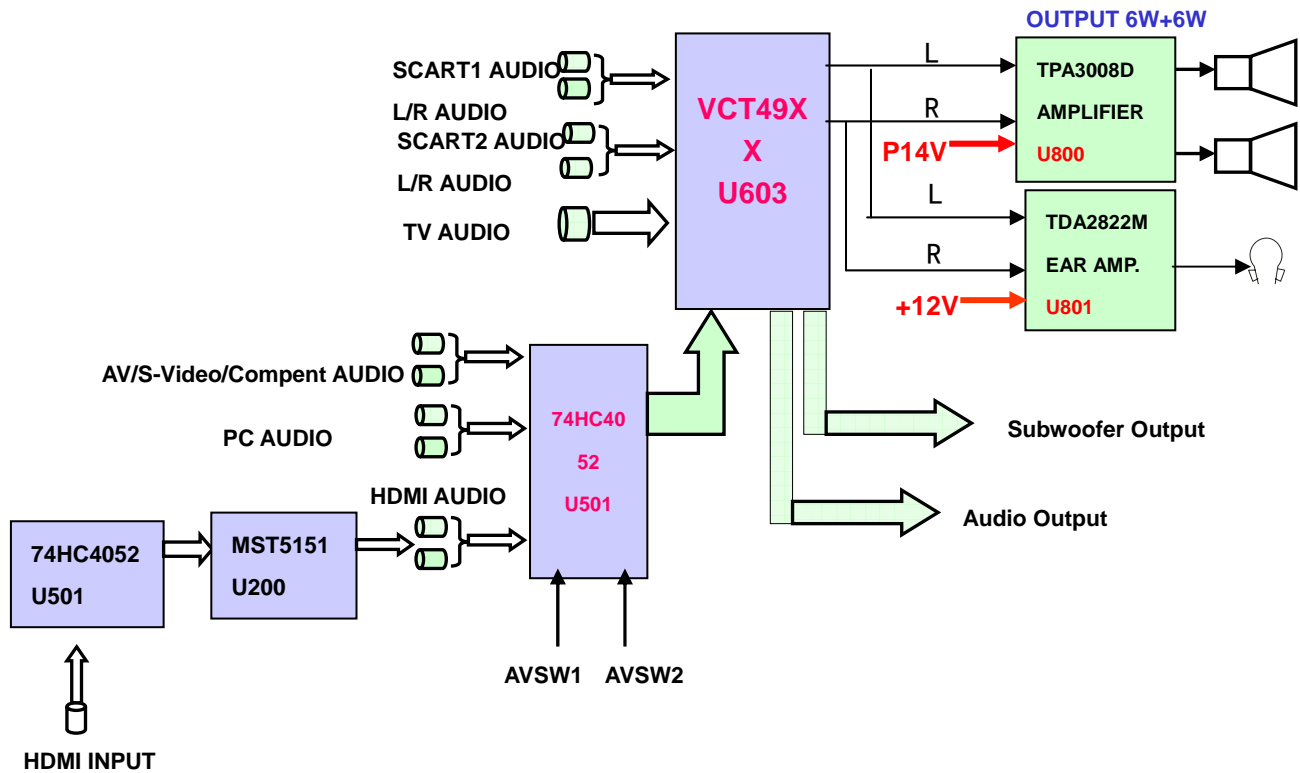 OUTPUT 6W+6W
SCART1 AUDIO
L/R AUDIO
SCART2 AUDIO
L/R AUDIO
TV AUDIO
VCT49X
X
U603
L
R
P14V
TPA3008D
AMPLIFIER
U800
L
R
+12V
TDA2822M
EAR AMP.
U801
AV/S-Video/Compent AUDIO
PC AUDIO
HDMI AUDIO
74HC40
52
U501
Subwoofer Output
Audio Output
74HC4052
U501
MST5151
U200
AVSW1
AVSW2
HDMI INPUT